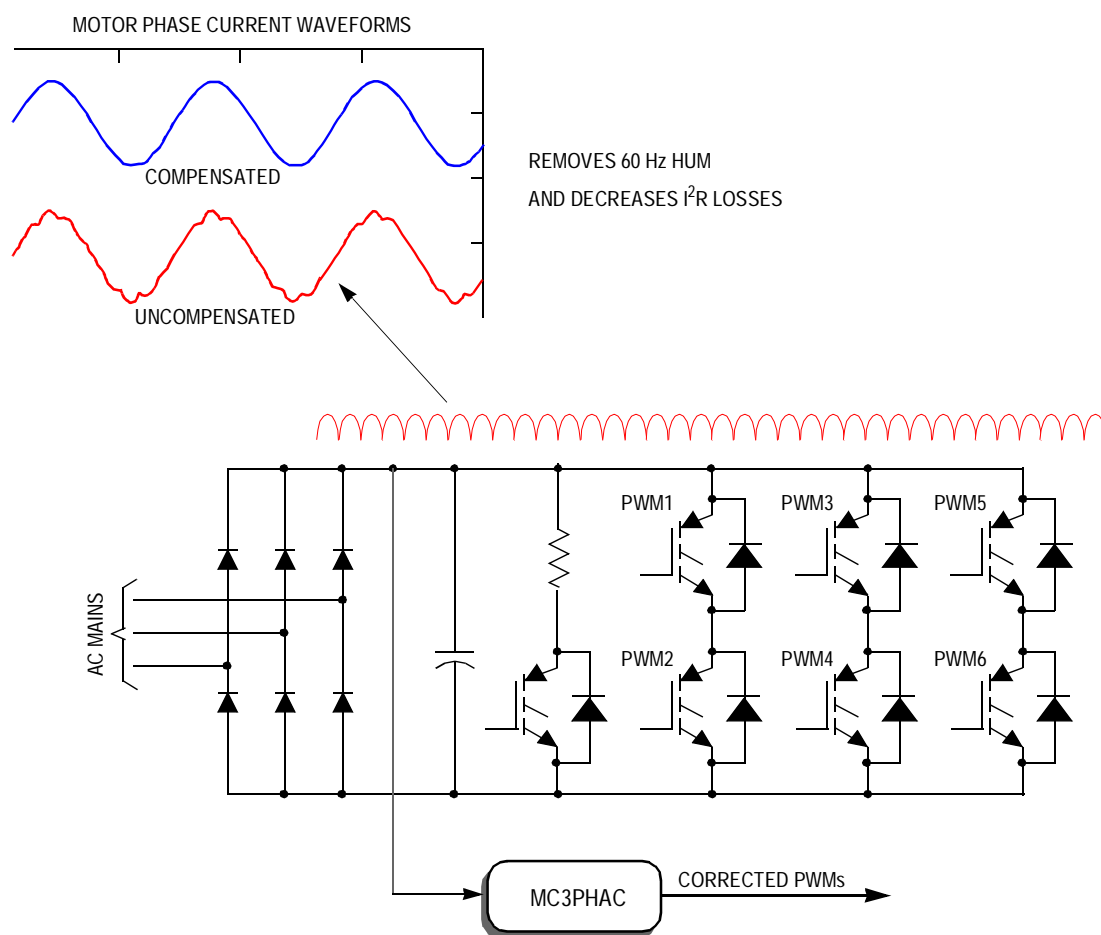 MOTOR PHASE CURRENT WAVEFORMS
COMPENSATED
UNCOMPENSATED
REMOVES 60 Hz HUM
AND DECREASES I²R LOSSES
PWM1
PWM3
PWM5
AC MAINS
PWM2
PWM4
PWM6
MC3PHAC
CORRECTED PWMs